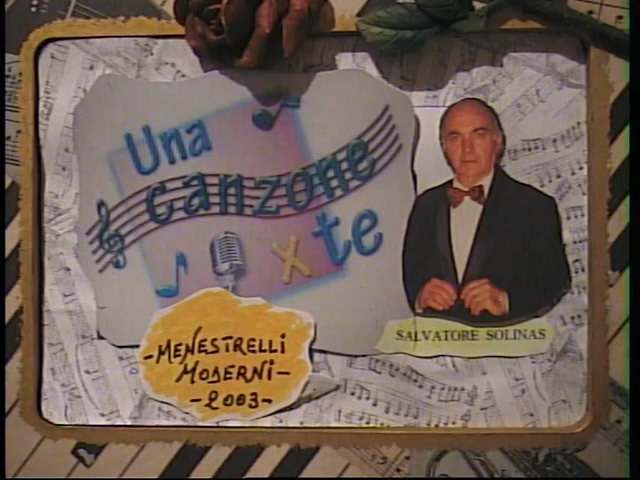 Una
canzone
x te
-MENESTRELLI
MODERNI-
-2003-
SALVATORE SOLINAS